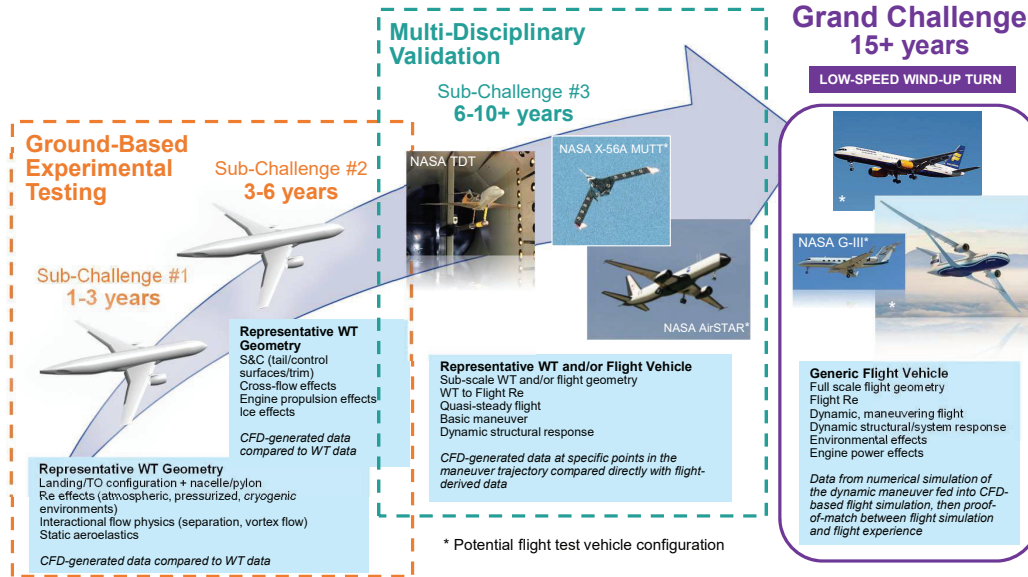 Ground-Based
Experimental
Testing
Sub-Challenge #1
1-3 years
Representative WT Geometry
Landing/TO configuration + nacelle/pylon
Re effects (atmospheric, pressurized, cryogenic
environments)
Interactional flow physics (separation, vortex flow)
Static aeroelastics
CFD-generated data compared to WT data
Sub-Challenge #2
3-6 years
Representative WT
Geometry
S&C (tail/control
surfaces/trim)
Cross-flow effects
Engine propulsion effects
Ice effects
CFD-generated data
compared to WT data
Multi-Disciplinary
Validation
Sub-Challenge #3
6-10+ years
NASA TDT
NASA X-56A MUTT*
NASA AirSTAR*
Representative WT and/or Flight Vehicle
Sub-scale WT and/or flight geometry
WT to Flight Re
Quasi-steady flight
Basic maneuver
Dynamic structural response
CFD-generated data at specific points in the
maneuver trajectory compared directly with flight-
derived data
* Potential flight test vehicle configuration
Grand Challenge
15+ years
LOW-SPEED WIND-UP TURN
*
NASA G-III*
*
Generic Flight Vehicle
Full scale flight geometry
Flight Re
Dynamic, maneuvering flight
Dynamic structural/system response
Environmental effects
Engine power effects
Data from numerical simulation
of the dynamic maneuver fed into CFD-
based flight simulation, then proof-
of-match between flight simulation
and flight experience